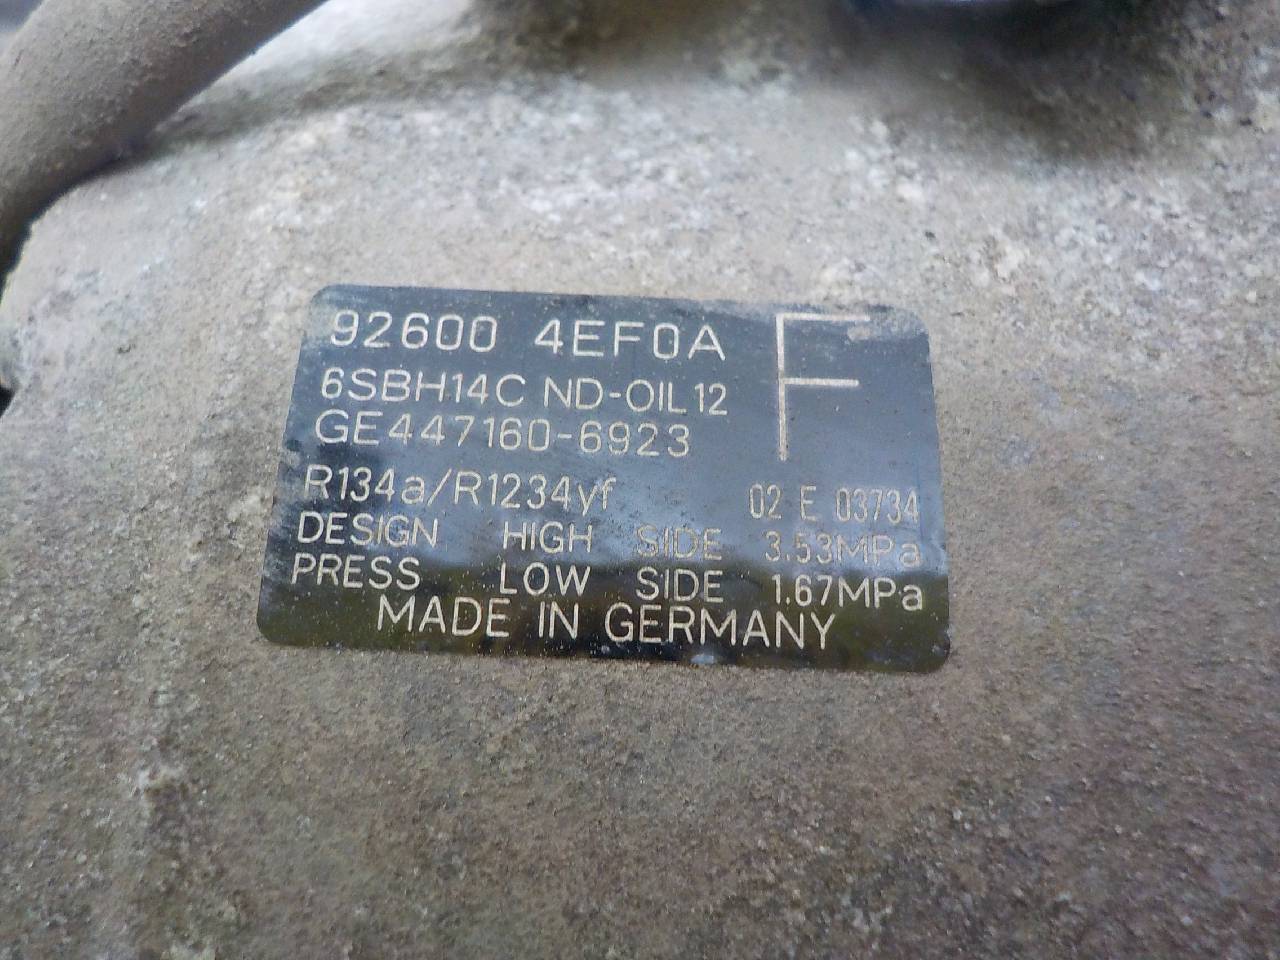 92600 4EF0A F
6SBH14C ND-OIL12
GE447160-6923
R134a/R1234yf 02 E 03734
DESIGN HIGH SIDE 3.53MPa
PRESS LOW SIDE 1.67MPa
MADE IN GERMANY